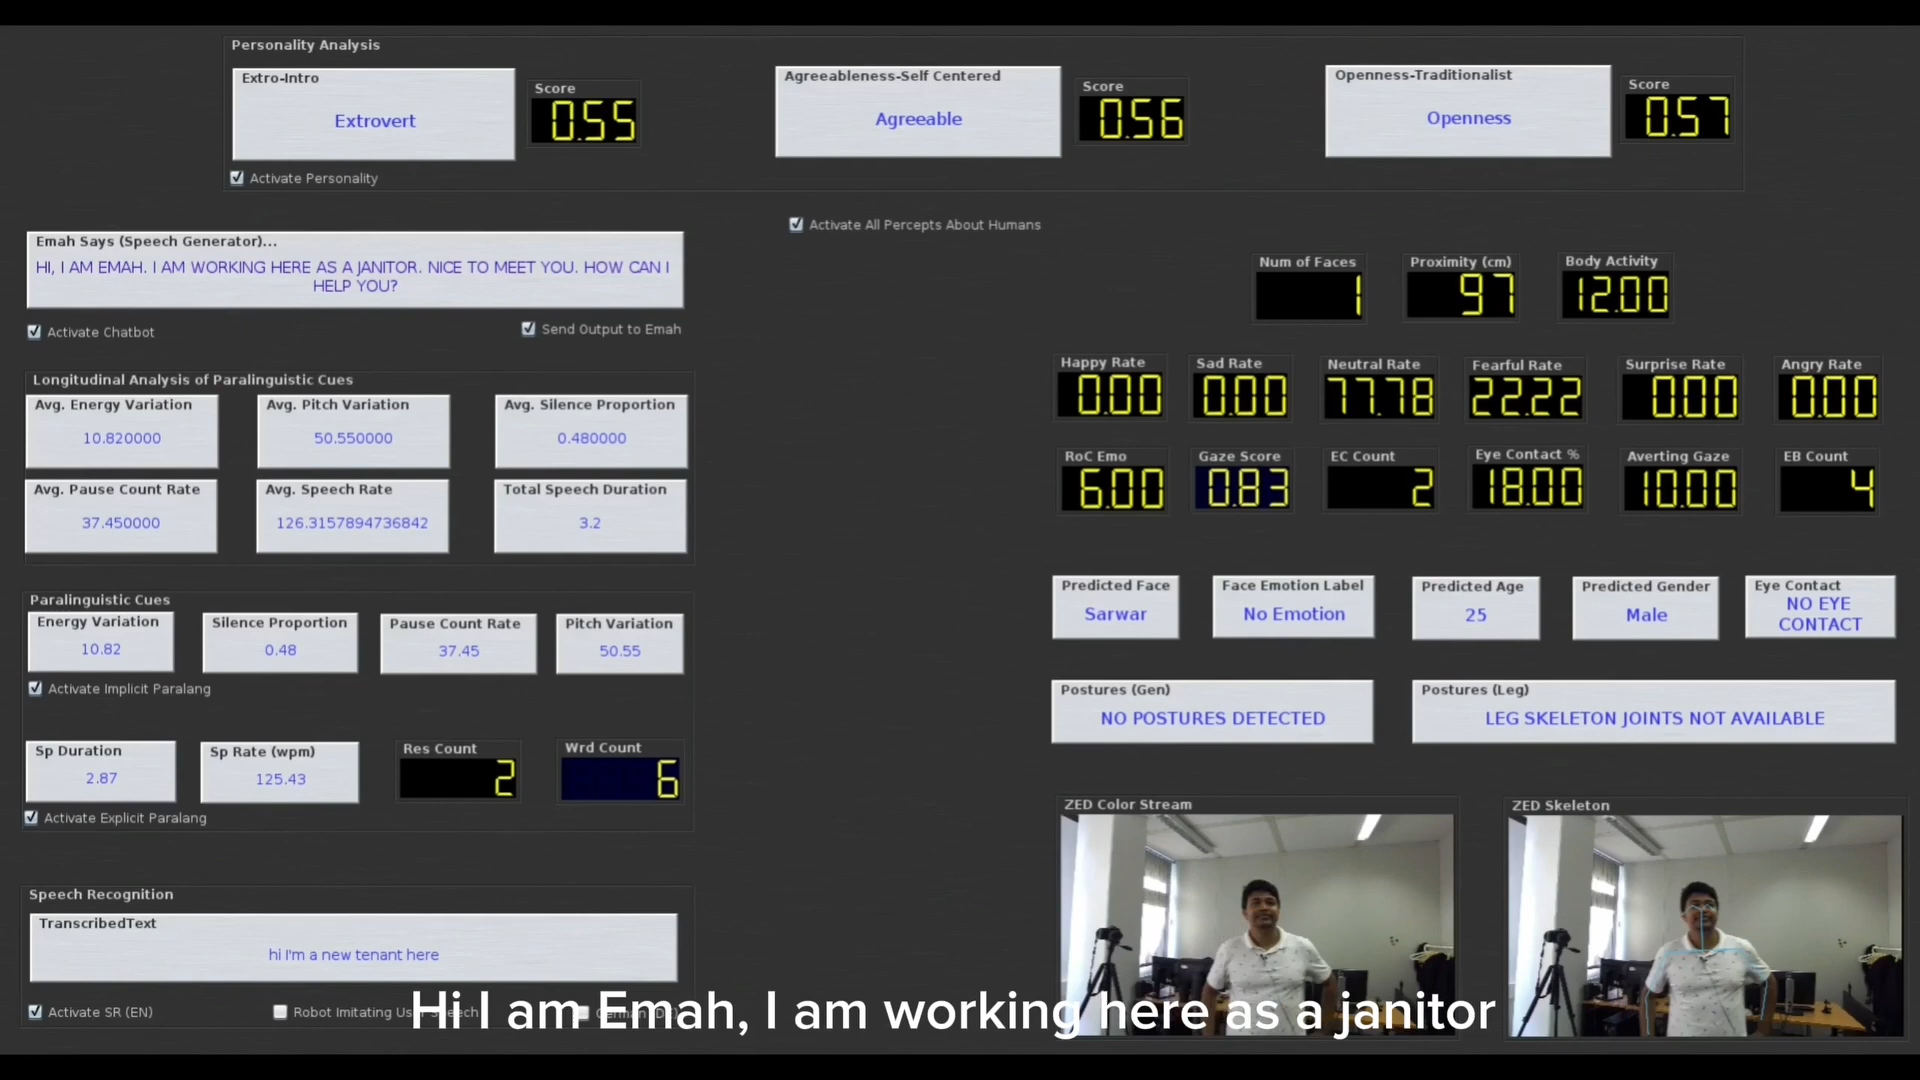 Personality Analysis
Extro-Intro
Extrovert
Score
0.55
Agreeableness-Self Centered
Agreeable
Score
0.56
Openness-Traditionalist
Openness
Score
0.57
Activate Personality
Activate All Percepts About Humans
Emah Says (Speech Generator)...
HI, I AM EMAH. I AM WORKING HERE AS A JANITOR. NICE TO MEET YOU. HOW CAN I
HELP YOU?
Activate Chatbot
Send Output to Emah
Num of Faces
1
Proximity (cm)
97
Body Activity
12.00
Happy Rate
0.00
Sad Rate
0.00
Neutral Rate
77.78
Fearful Rate
22.22
Surprise Rate
0.00
Angry Rate
0.00
RoC Emo
6.00
Gaze Score
0.83
EC Count
2
Eye Contact %
18.00
Averting Gaze
10.00
EB Count
4
Longitudinal Analysis of Paralinguistic Cues
Avg. Energy Variation
10.820000
Avg. Pitch Variation
50.550000
Avg. Silence Proportion
0.480000
Avg. Pause Count Rate
37.450000
Avg. Speech Rate
126.3157894736842
Total Speech Duration
3.2
Predicted Face
Sarwar
Face Emotion Label
No Emotion
Predicted Age
25
Predicted Gender
Male
Eye Contact
NO EYE
CONTACT
Paralinguistic Cues
Energy Variation
10.82
Silence Proportion
0.48
Pause Count Rate
37.45
Pitch Variation
50.55
Activate Implicit Paralang
Postures (Gen)
NO POSTURES DETECTED
Postures (Leg)
LEG SKELETON JOINTS NOT AVAILABLE
Sp Duration
2.87
Sp Rate (wpm)
125.43
Res Count
2
Wrd Count
6
Activate Explicit Paralang
ZED Color Stream
ZED Skeleton
Speech Recognition
TranscribedText
hi I'm a new tenant here
Activate SR (EN)
Robot Imitating
Hi I am Emah, I am working here as a janitor